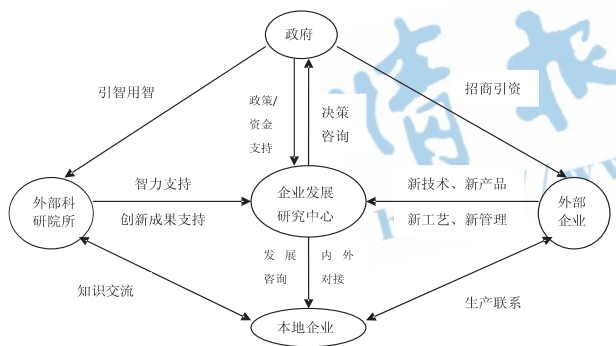 政府
引智用智
政策/
资金
支持
决策
咨询
招商引资
外部科
研院所
智力支持
创新成果支持
企业发展
研究中心
新技术、新产品
新工艺、新管理
外部
企业
发展
咨询
内外
对接
知识交流
生产联系
本地企业